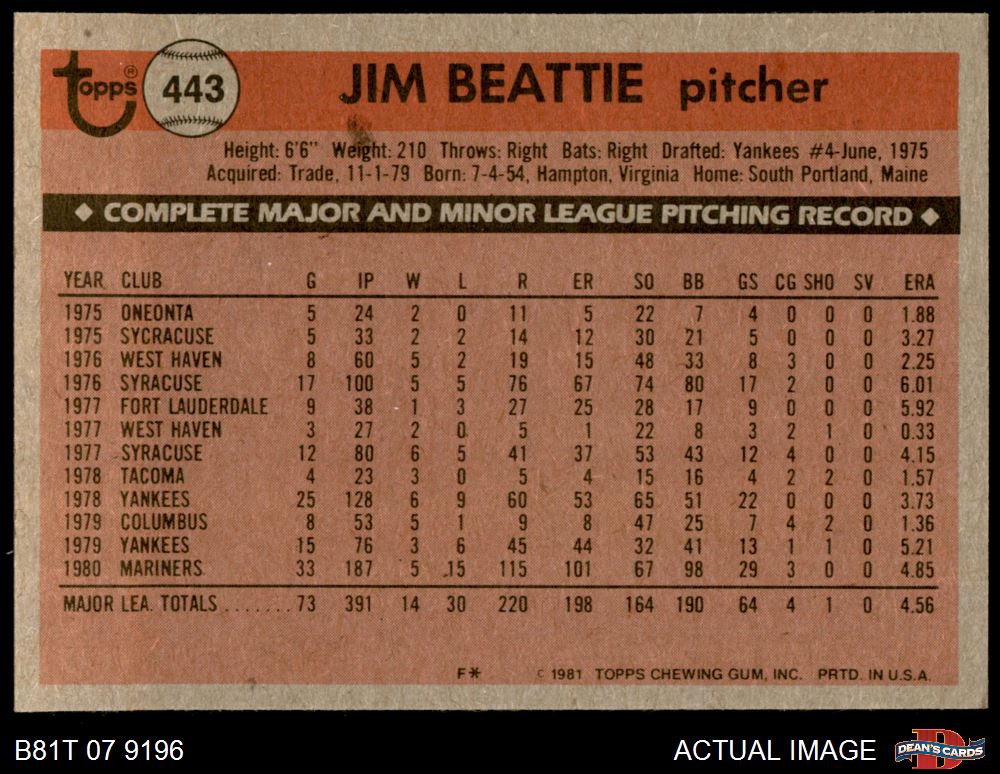 topps® 443 JIM BEATTIE pitcher
Height: 6'6" Weight: 210 Throws: Right Bats: Right Drafted: Yankees #4-June, 1975
Acquired: Trade, 11-1-79 Born: 7-4-54, Hampton, Virginia Home: South Portland, Maine
◆ COMPLETE MAJOR AND MINOR LEAGUE PITCHING RECORD ◆
YEAR CLUB G IP W L R ER SO BB GS CG SHO SV ERA
1975 ONEONTA 5 24 2 0 11 5 22 7 4 0 0 0 1.88
1975 SYCRACUSE 5 33 2 2 14 12 30 21 5 0 0 0 3.27
1976 WEST HAVEN 8 60 5 2 19 15 48 33 8 3 0 0 2.25
1976 SYRACUSE 17 100 5 5 76 67 74 80 17 2 0 0 6.01
1977 FORT LAUDERDALE 9 38 1 3 27 25 28 17 9 0 0 0 5.92
1977 WEST HAVEN 3 27 2 0 5 1 22 8 3 2 1 0 0.33
1977 SYRACUSE 12 80 6 5 41 37 53 43 12 4 0 0 4.15
1978 TACOMA 4 23 3 0 5 4 15 16 4 2 2 0 1.57
1978 YANKEES 25 128 6 9 60 53 65 51 22 0 0 0 3.73
1979 COLUMBUS 8 53 5 1 9 8 47 25 7 4 2 0 1.36
1979 YANKEES 15 76 3 6 45 44 32 41 13 1 1 0 5.21
1980 MARINERS 33 187 5 15 115 101 67 98 29 3 0 0 4.85
MAJOR LEA. TOTALS.......73 391 14 30 220 198 164 190 64 4 1 0 4.56
F* © 1981 TOPPS CHEWING GUM, INC. PRTD. IN U.S.A.
B81T 07 9196 ACTUAL IMAGE DEAN'S CARDS